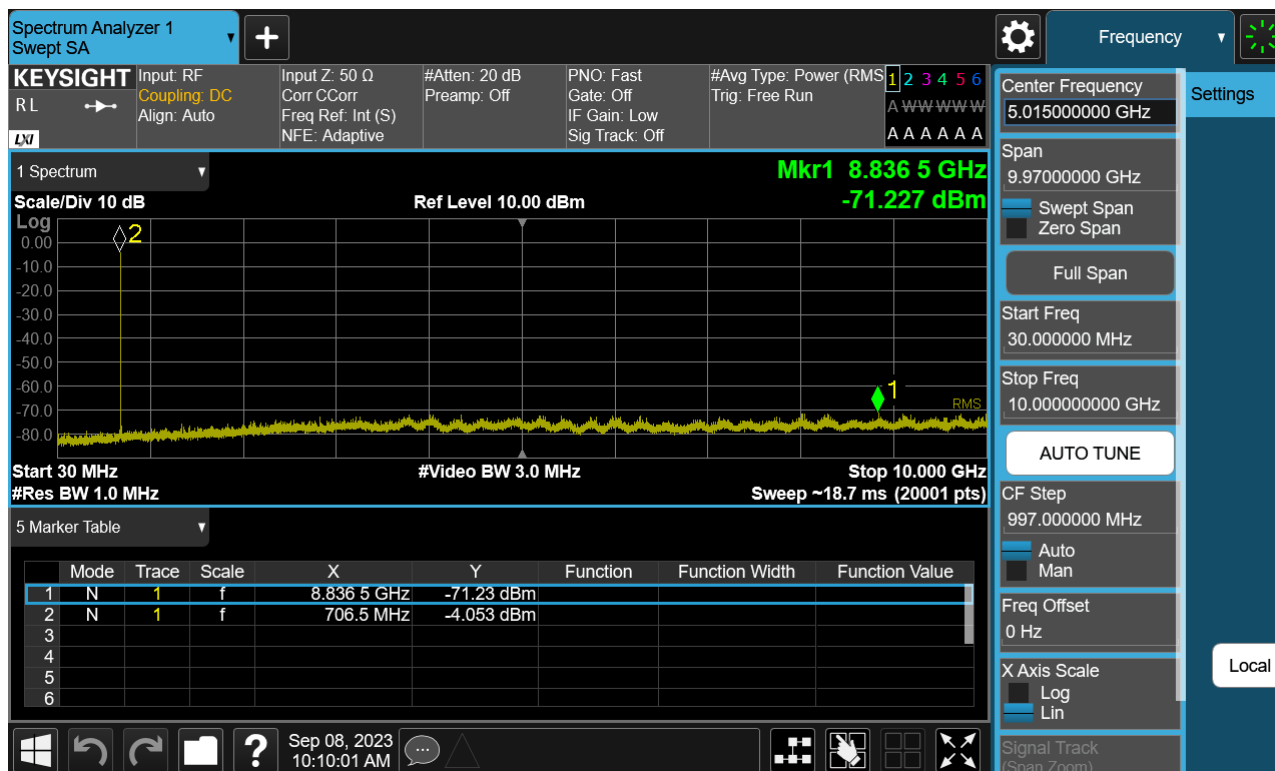 Spectrum Analyzer 1
Swept SA
Frequency
KEYSIGHT
R L
LXI
Input: RF
Coupling: DC
Align: Auto
Input Z: 50 Ω
Corr CCorr
Freq Ref: Int (S)
NFE: Adaptive
#Atten: 20 dB
Preamp: Off
PNO: Fast
Gate: Off
IF Gain: Low
Sig Track: Off
#Avg Type: Power (RMS
Trig: Free Run
1 2 3 4 5 6
A W W W W W
A A A A A A
1 Spectrum
Mkr1 8.836 5 GHz
-71.227 dBm
Scale/Div 10 dB
Ref Level 10.00 dBm
Log
0.00
-10.0
-20.0
-30.0
-40.0
-50.0
-60.0
-70.0
-80.0
2
1
RMS
Start 30 MHz
#Video BW 3.0 MHz
Stop 10.000 GHz
#Res BW 1.0 MHz
Sweep ~18.7 ms (20001 pts)
5 Marker Table
Mode Trace Scale X Y Function Function Width Function Value
1 N 1 f 8.836 5 GHz -71.23 dBm
2 N 1 f 706.5 MHz -4.053 dBm
3
4
5
6
?
Sep 08, 2023
10:10:01 AM
Center Frequency
5.015000000 GHz
Span
9.97000000 GHz
Swept Span
Zero Span
Full Span
Start Freq
30.000000 MHz
Stop Freq
10.000000000 GHz
AUTO TUNE
CF Step
997.000000 MHz
Auto
Man
Freq Offset
0 Hz
X Axis Scale
Log
Lin
Signal Track
(Span Zoom)
Settings
Local